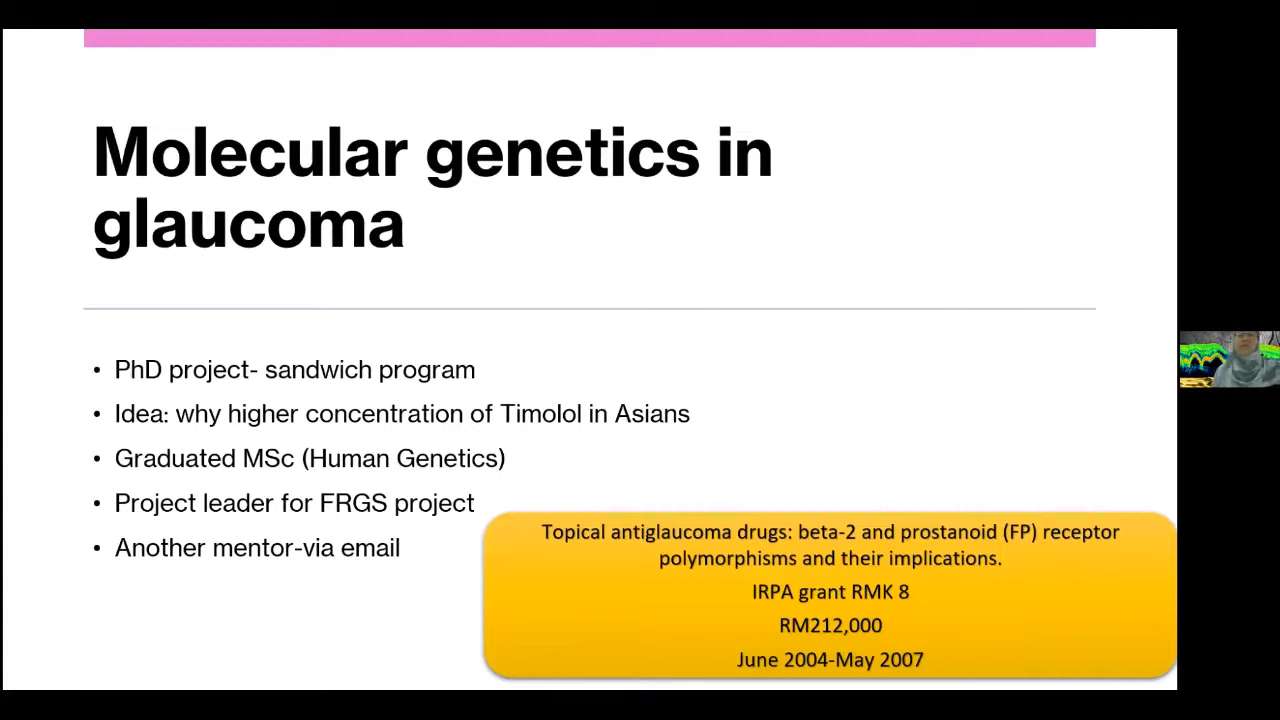 Molecular genetics in
glaucoma
• PhD project- sandwich program
• Idea: why higher concentration of Timolol in Asians
• Graduated MSc (Human Genetics)
• Project leader for FRGS project
• Another mentor-via email
Topical antiglaucoma drugs: beta-2 and prostanoid (FP) receptor
polymorphisms and their implications.
IRPA grant RMK 8
RM212,000
June 2004-May 2007